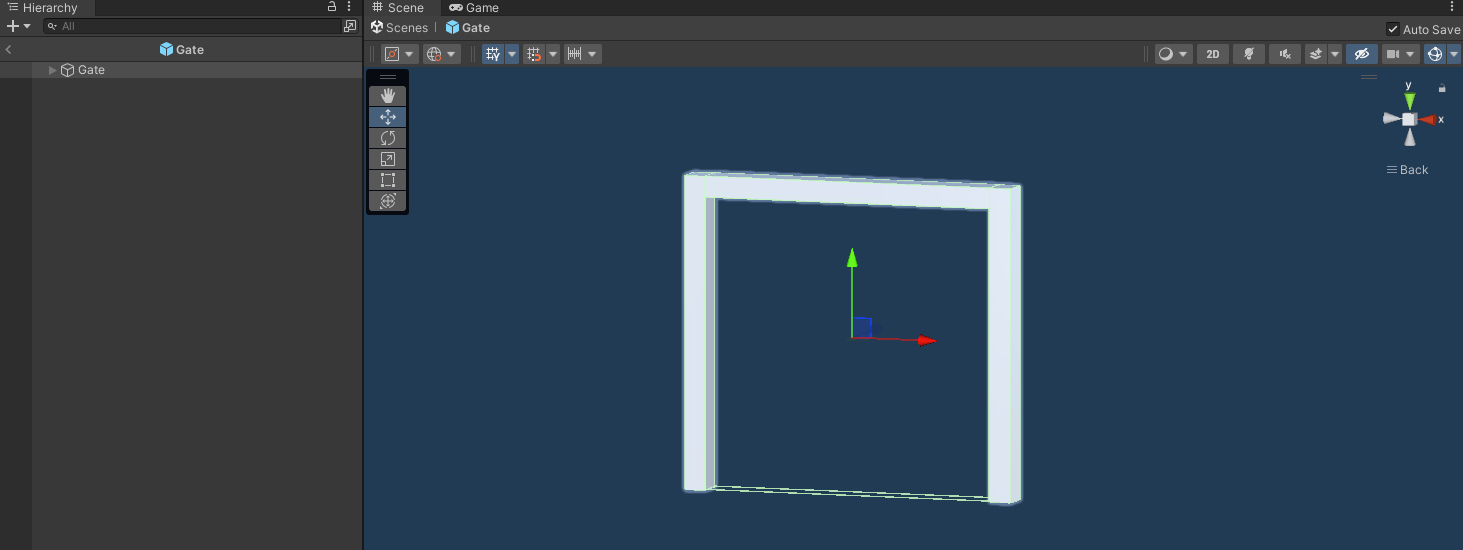 Hierarchy
All
Gate
Gate
Scene
Game
Scenes
Gate
Auto Save
2D
y
x
Back